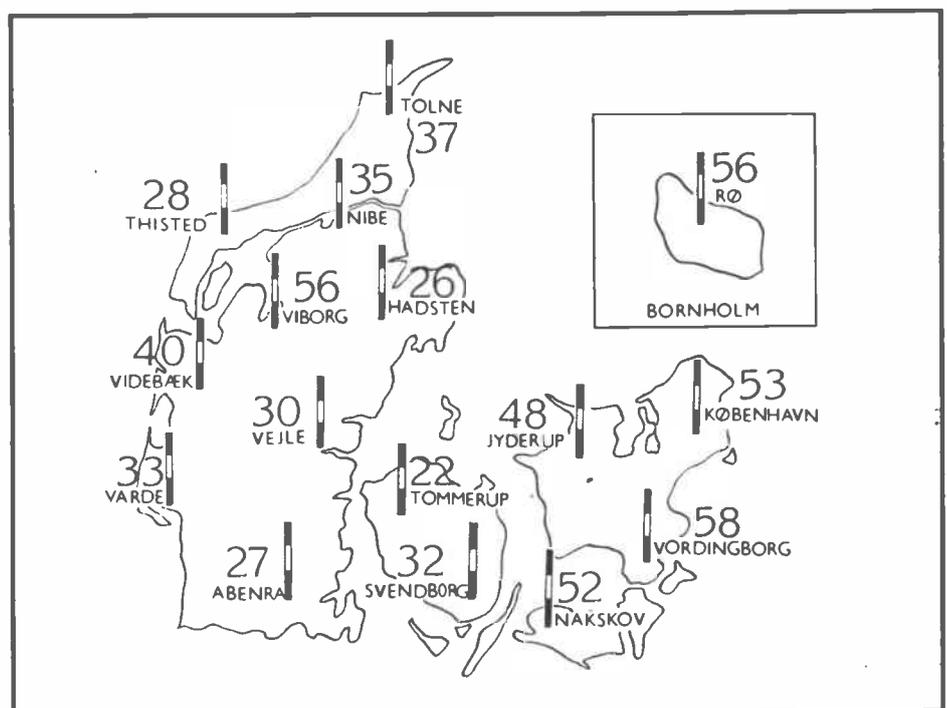 TOLNE
37
56
RØ
BORNHOLM
28
THISTED
35
NIBE
56
VIBORG
26
HADSTEN
40
VIDEBÆK
30
VEJLE
48
JYDERUP
53
KØBENHAVN
33
VARDE
22
TOMMERUP
27
ABENRA
32
SVENDBORG
58
VORDINGBORG
52
NAKSKOV